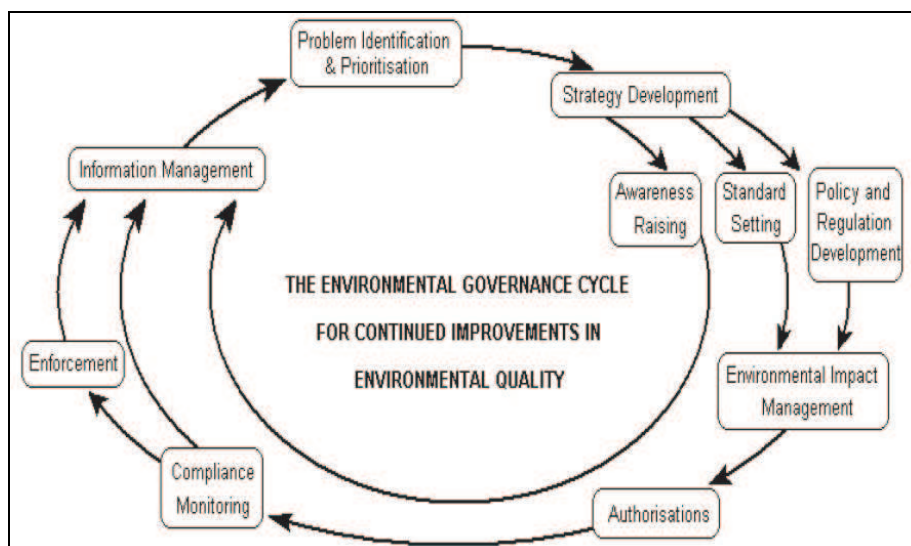 Problem Identification
& Prioritisation
Strategy Development
Information Management
Awareness
Raising
Standard
Setting
Policy and
Regulation
Development
THE ENVIRONMENTAL GOVERNANCE CYCLE
FOR CONTINUED IMPROVEMENTS IN
ENVIRONMENTAL QUALITY
Enforcement
Environmental Impact
Management
Compliance
Monitoring
Authorisations